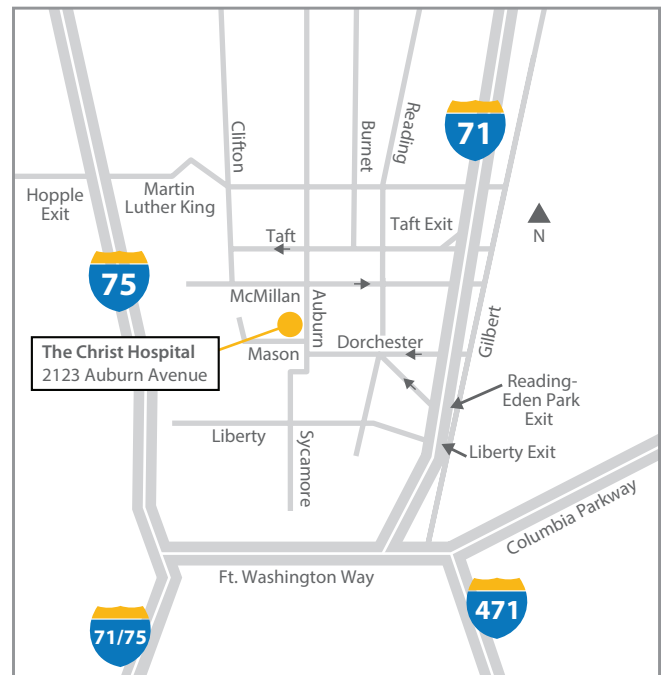 71
Clifton
Burnet
Reading
Hopple
Exit
Martin
Luther King
Taft
Taft Exit
N
75
McMillan
Auburn
The Christ Hospital
2123 Auburn Avenue
Mason
Dorchester
Gilbert
Reading-
Eden Park
Exit
Liberty
Sycamore
Liberty Exit
Columbia Parkway
Ft. Washington Way
71/75
471